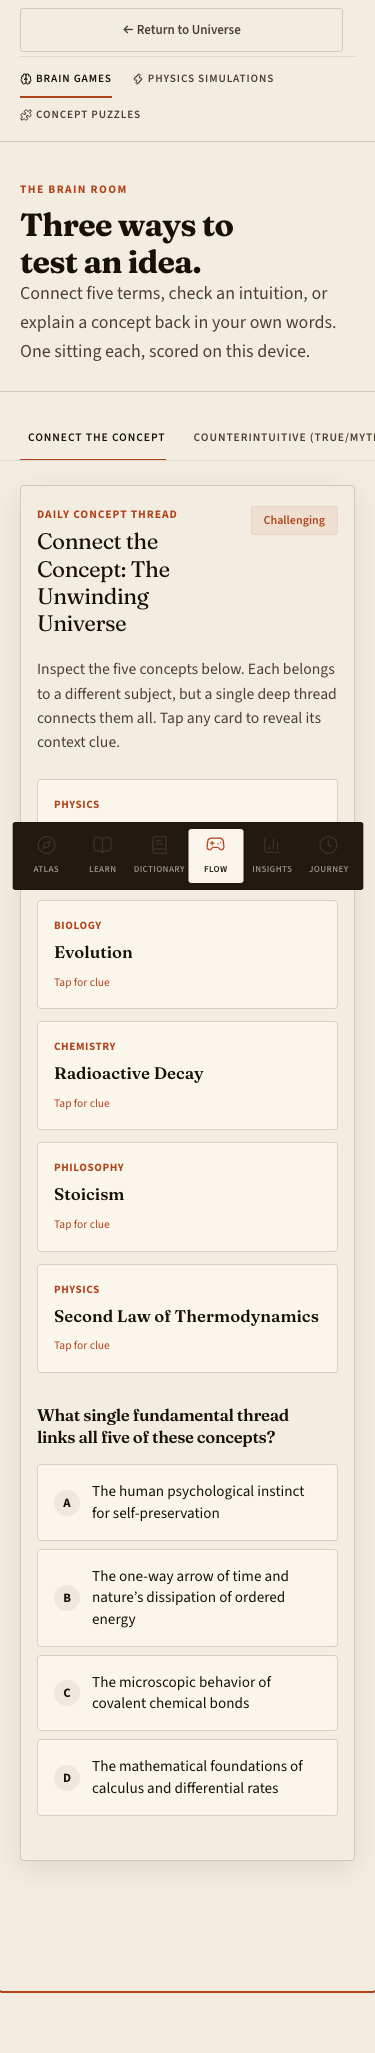 ← Return to Universe
BRAIN GAMES
PHYSICS SIMULATIONS
CONCEPT PUZZLES
THE BRAIN ROOM
Three ways to
test an idea.
Connect five terms, check an intuition, or
explain a concept back in your own words.
One sitting each, scored on this device.
CONNECT THE CONCEPT
COUNTERINTUITIVE (TRUE/MYT
DAILY CONCEPT THREAD
Challenging
Connect the
Concept: The
Unwinding
Universe
Inspect the five concepts below. Each belongs
to a different subject, but a single deep thread
connects them all. Tap any card to reveal its
context clue.
PHYSICS
ATLAS
LEARN
DICTIONARY
FLOW
INSIGHTS
JOURNEY
BIOLOGY
Evolution
Tap for clue
CHEMISTRY
Radioactive Decay
Tap for clue
PHILOSOPHY
Stoicism
Tap for clue
PHYSICS
Second Law of Thermodynamics
Tap for clue
What single fundamental thread
links all five of these concepts?
A
The human psychological instinct
for self-preservation
B
The one-way arrow of time and
nature’s dissipation of ordered
energy
C
The microscopic behavior of
covalent chemical bonds
D
The mathematical foundations of
calculus and differential rates